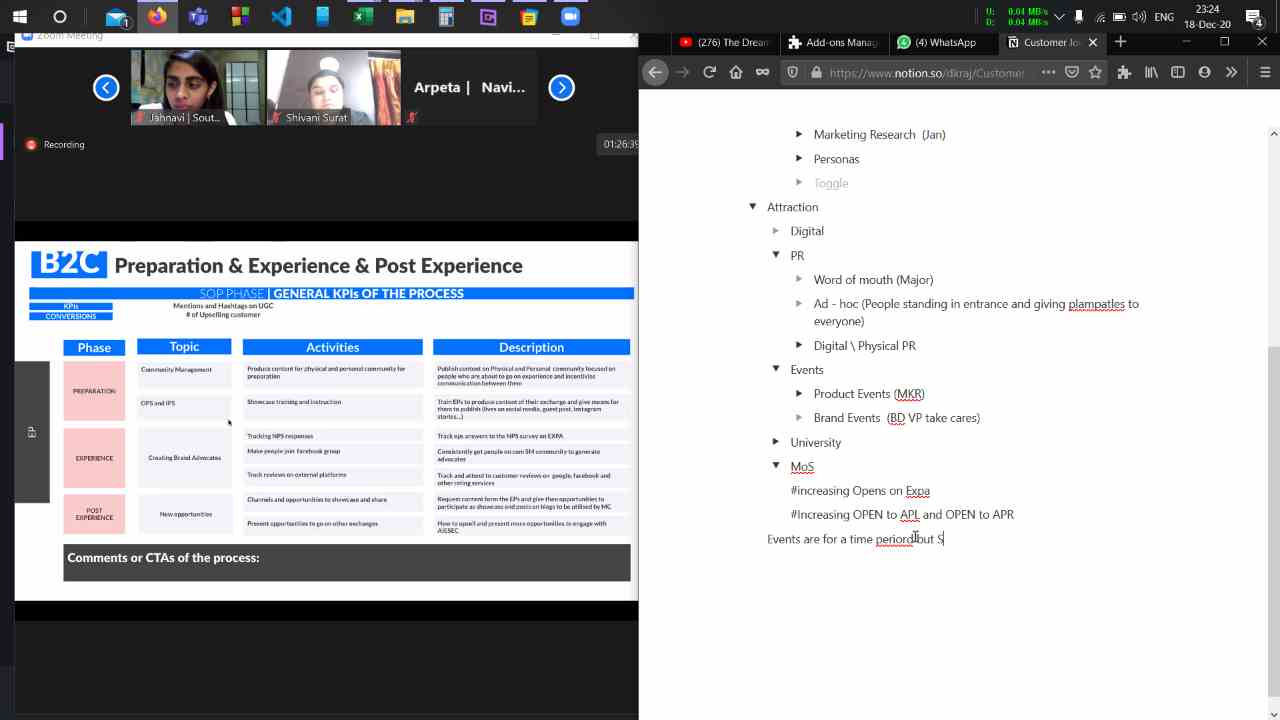 1
U: 0.04 MB/s
D: 0.04 MB/s
Zoom Meeting
Jahnavi | Sout...
Shivani Surat
Arpeta | Navi...
Recording
01:26:39
B2C
Preparation & Experience & Post Experience
SOP PHASE | GENERAL KPIs OF THE PROCESS
KPIs
Mentions and Hashtags on UGC
CONVERSIONS
# of Upselling customer
Phase
Topic
Activities
Description
EP
PREPARATION
Community Management
Produce content for physical and personal community for
preparation
Publish content on Physical and Personal community focused on
people who are about to go on experience and incentivise
communication between them
OPS and IPS
Showcase training and instruction
Train EPs to produce content of their exchange and give means for
them to publish (lives on social media, guest post, Instagram
stories...)
EXPERIENCE
Creating Brand Advocates
Tracking NPS responses
Track eps answers to the NPS survey on EXPA
Make people join facebook group
Consistently get people on com SM community to generate
advocates
Track reviews on external platforms
Track and attend to customer reviews on google, facebook and
other rating services
POST
EXPERIENCE
New opportunities
Channels and opportunities to showcase and share
Request content form the EPs and give then opportunities to
participate as showcase and posts on blogs to be utilised by MC
Present opportunities to go on other exchanges
How to upsell and present more opportunities to engage with
AIESEC
Comments or CTAs of the process:
(276) The Dream
Adding contact
(4) WhatsApp
Customer E
https://www.notion.so/dkraj/Customer
Marketing Research (Jan)
Personas
Toggle
Attraction
Digital
PR
Word of mouth (Major)
Ad - hoc (People standing in entrance and giving plampatles to
everyone)
Digital \ Physical PR
Events
Product Events (MKR)
Brand Events (BD VP take cares)
University
MoS
#increasing Opens on Expa
#Increasing OPEN to APL and OPEN to APR
Events are for a time periord but S